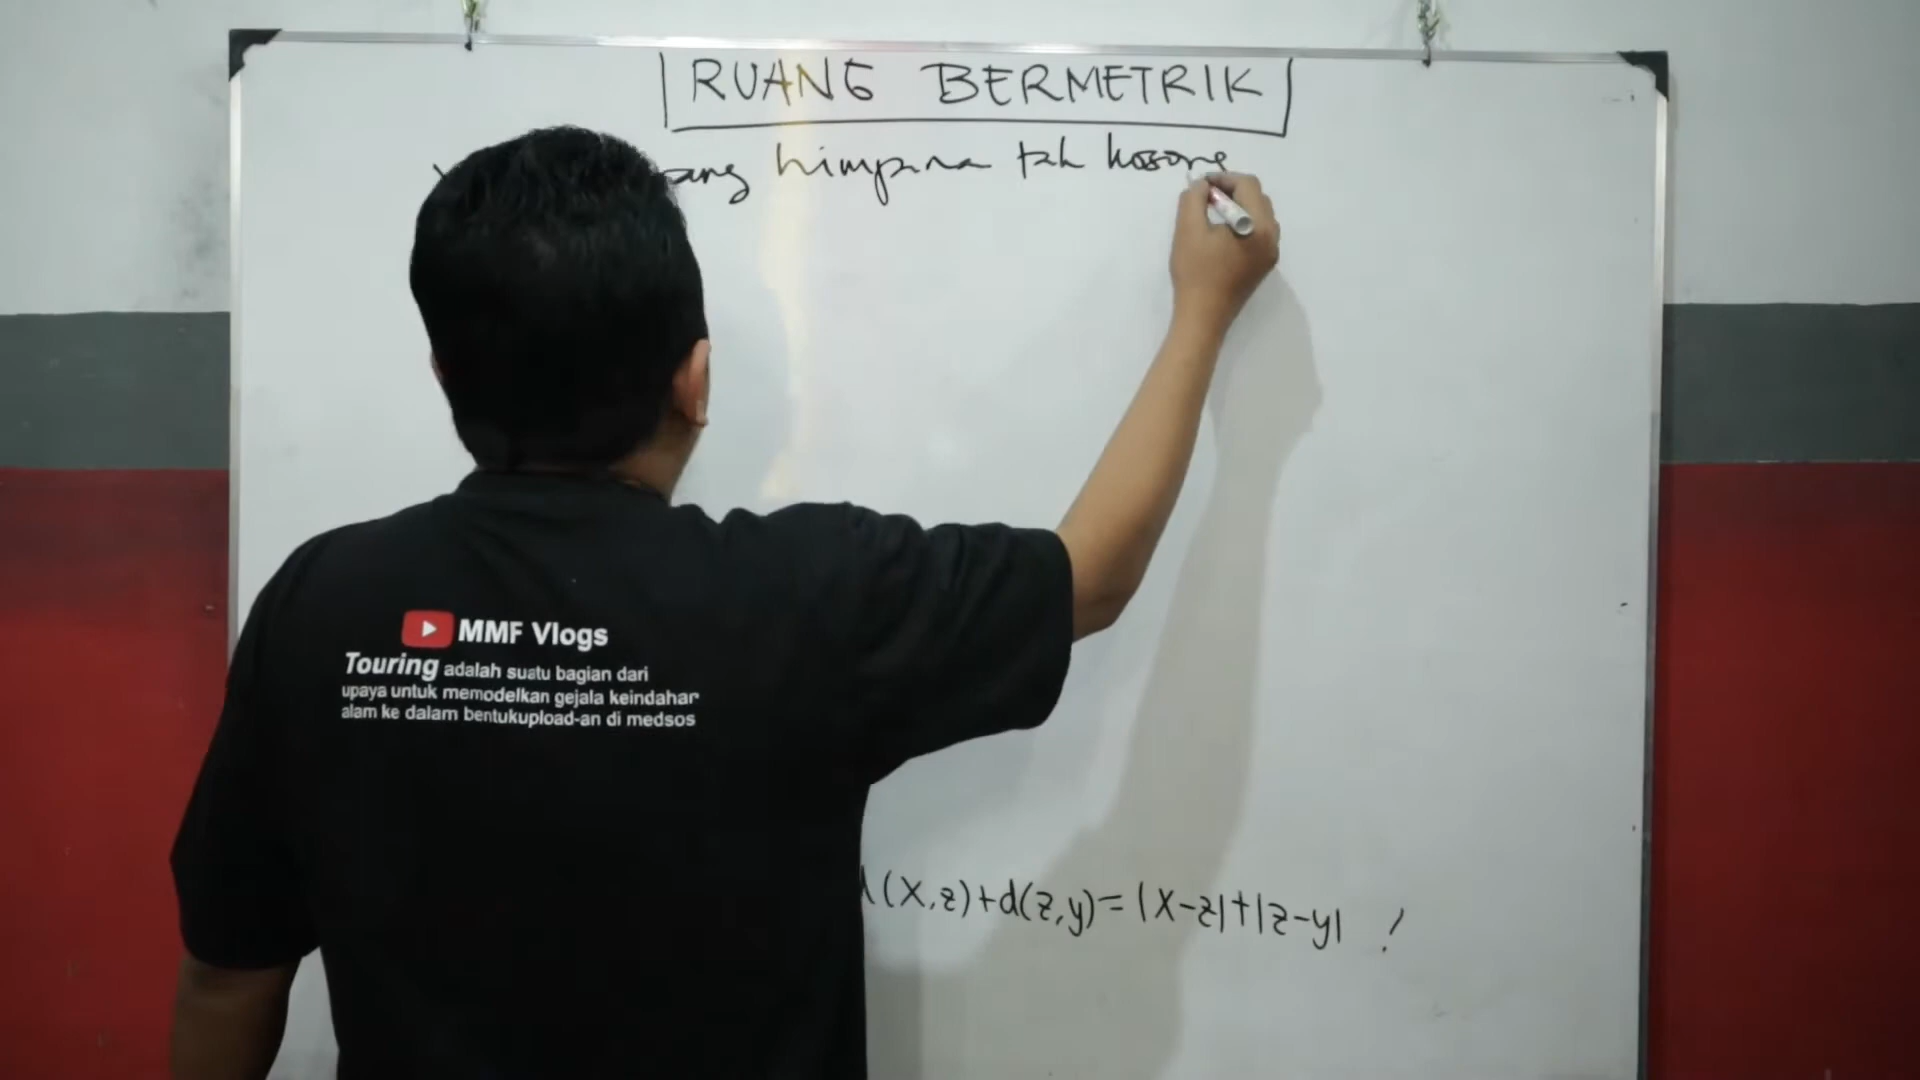 RUANG BERMETRIK
himpuna tak kosong
MMF Vlogs
Touring adalah suatu bagian dari
upaya untuk memodelkan gejala keindahan
alam ke dalam bentukupload-an di medsos
(x,z)+d(z,y)=|x-z|+|z-y| !